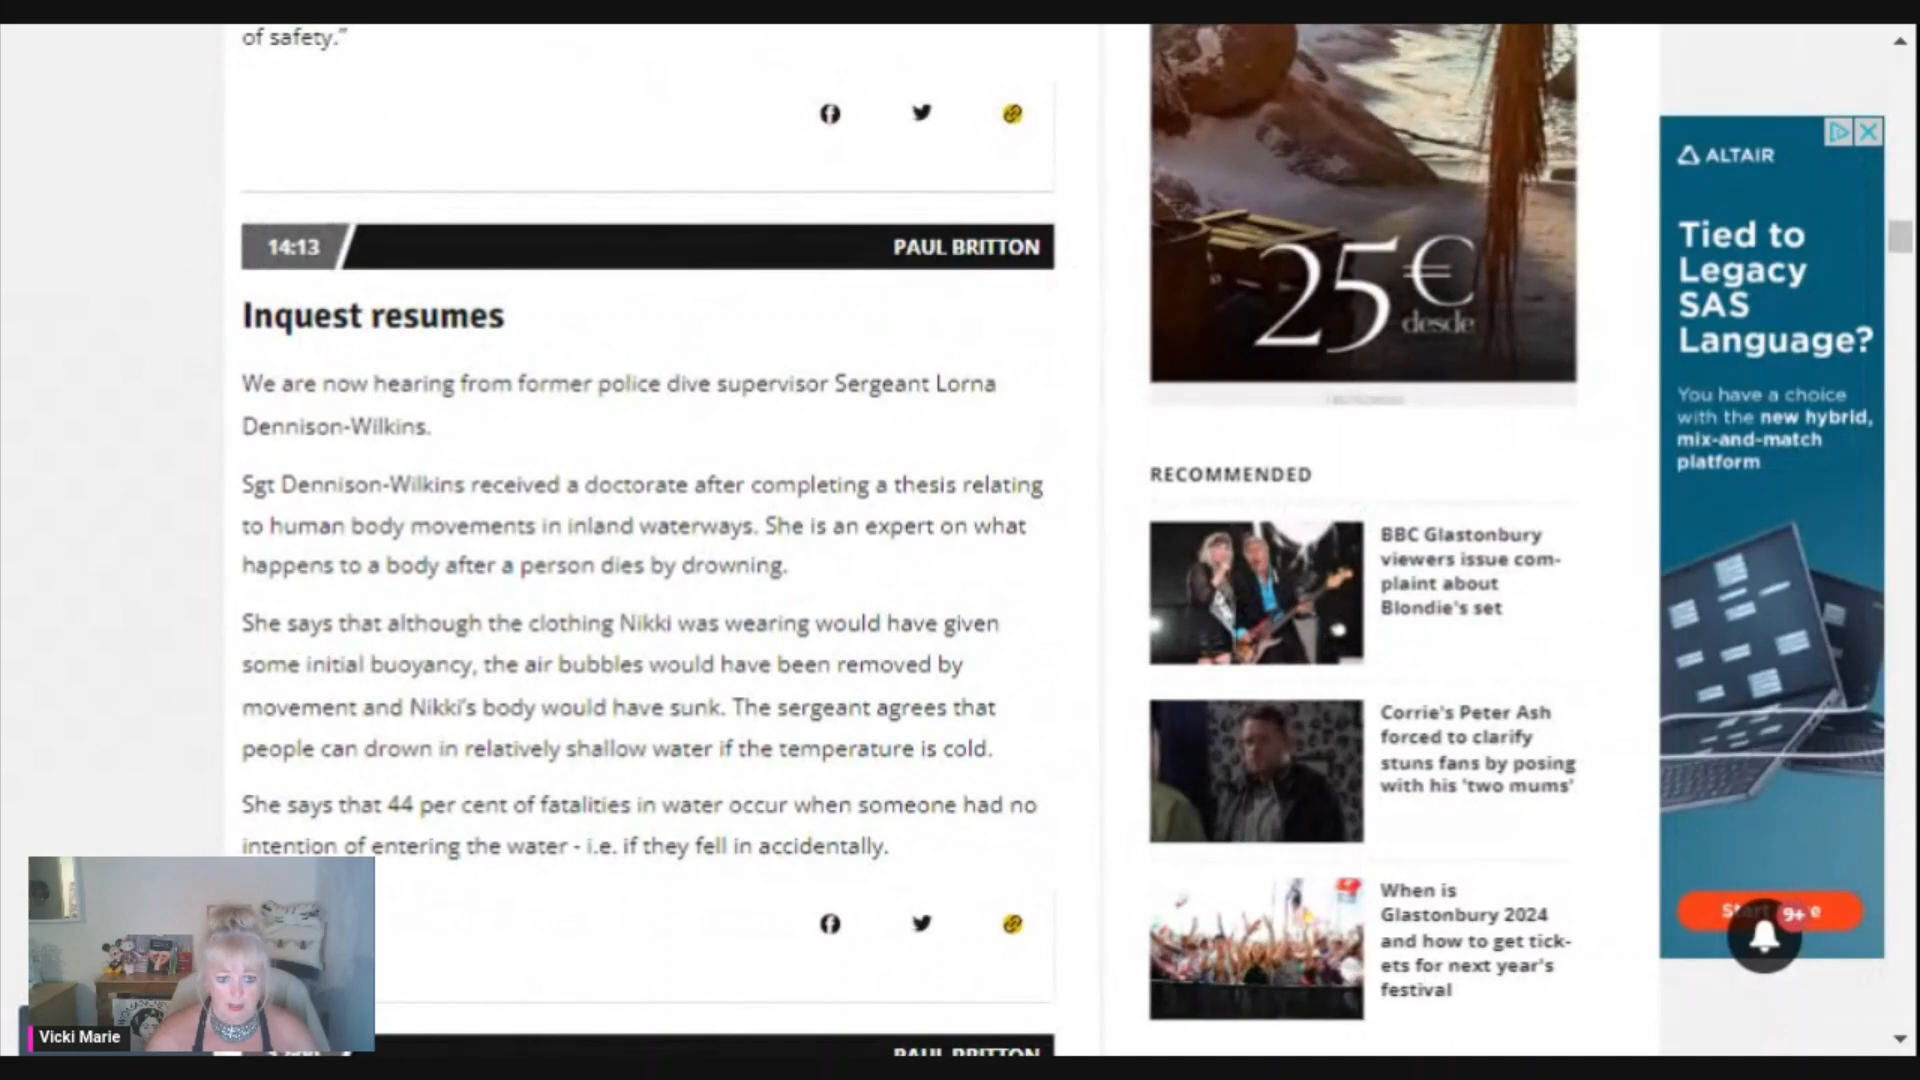 of safety.”
14:13
PAUL BRITTON
Inquest resumes
We are now hearing from former police dive supervisor Sergeant Lorna
Dennison-Wilkins.
Sgt Dennison-Wilkins received a doctorate after completing a thesis relating
to human body movements in inland waterways. She is an expert on what
happens to a body after a person dies by drowning.
She says that although the clothing Nikki was wearing would have given
some initial buoyancy, the air bubbles would have been removed by
movement and Nikki’s body would have sunk. The sergeant agrees that
people can drown in relatively shallow water if the temperature is cold.
She says that 44 per cent of fatalities in water occur when someone had no
intention of entering the water - i.e. if they fell in accidentally.
PAUL BRITTON
Vicki Marie
25€
desde
RECOMMENDED
BBC Glastonbury
viewers issue com-
plaint about
Blondie's set
Corrie's Peter Ash
forced to clarify
stuns fans by posing
with his 'two mums'
When is
Glastonbury 2024
and how to get tick-
ets for next year's
festival
ALTAIR
Tied to
Legacy
SAS
Language?
You have a choice
with the new hybrid,
mix-and-match
platform
9+